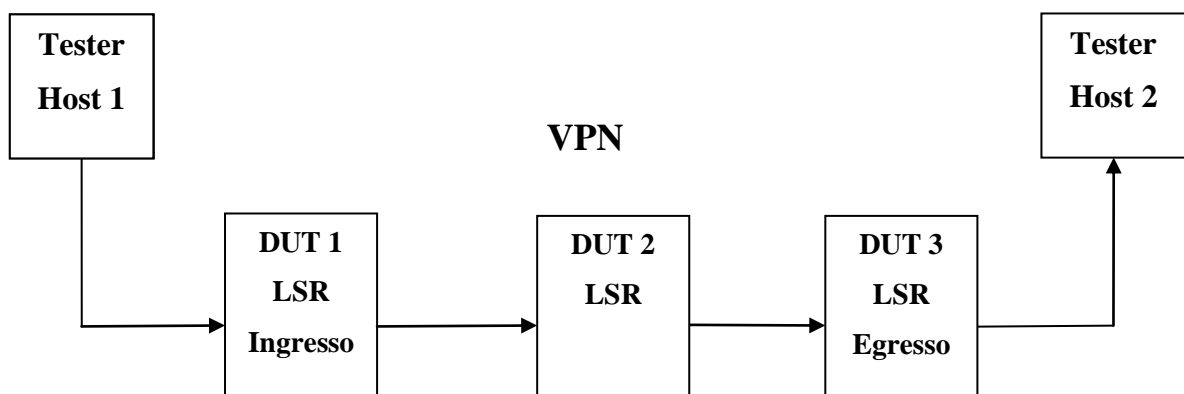 Tester
Host 1
Tester
Host 2
VPN
DUT 1
LSR
Ingresso
DUT 2
LSR
DUT 3
LSR
Egresso